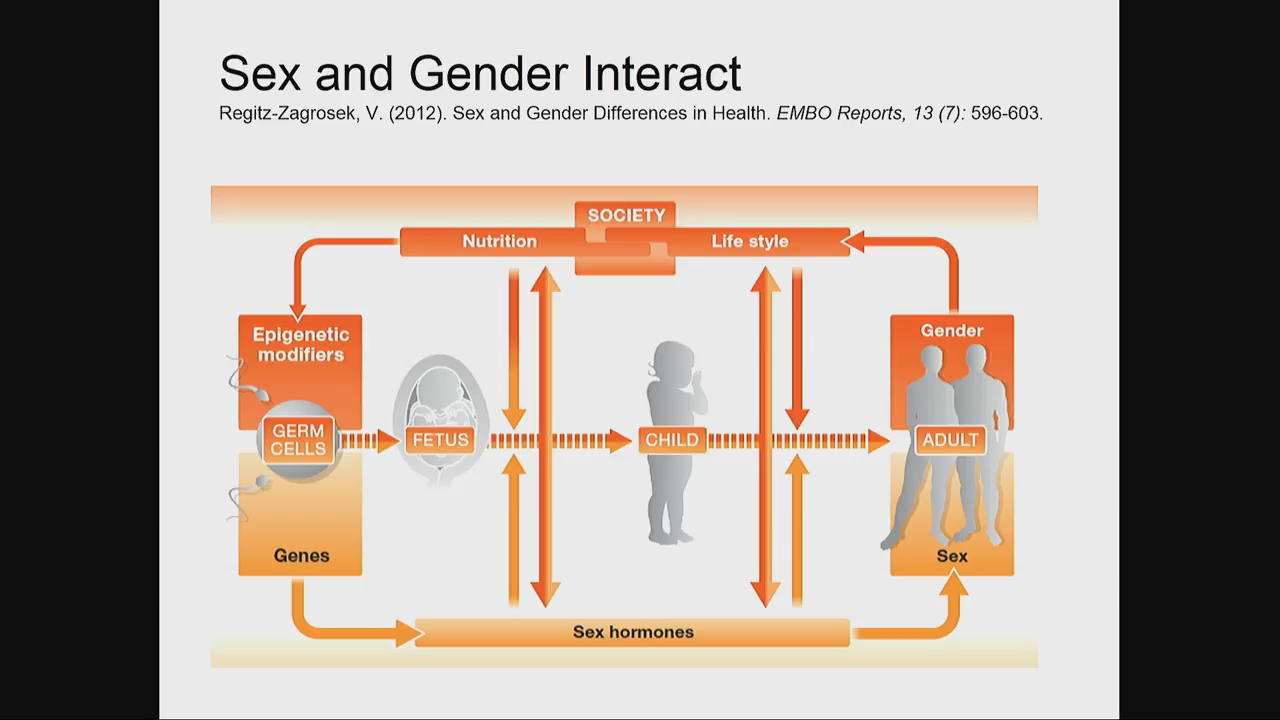 Sex and Gender Interact
Regitz-Zagrosek, V. (2012). Sex and Gender Differences in Health. EMBO Reports, 13 (7): 596-603.
SOCIETY
Nutrition
Life style
Epigenetic
modifiers
Gender
GERM
CELLS
FETUS
CHILD
ADULT
Genes
Sex
Sex hormones